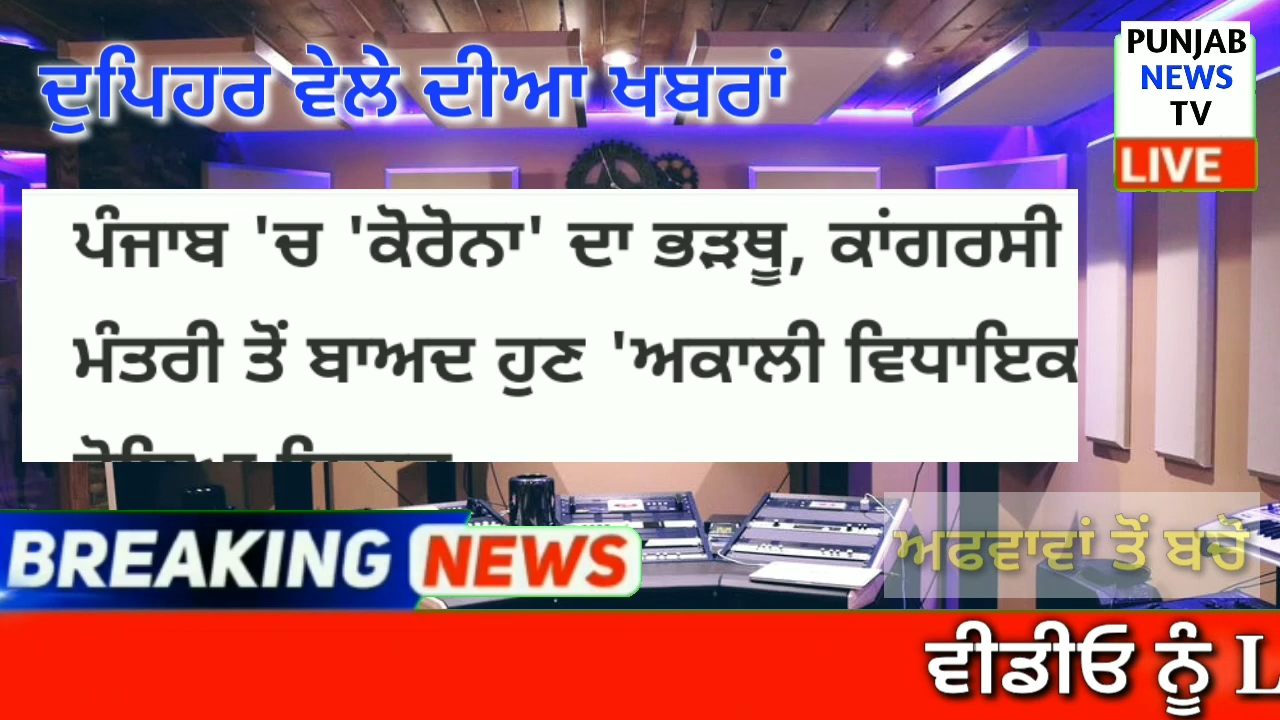 ਦੁਪਿਹਰ ਵੇਲੇ ਦੀਆ ਖਬਰਾਂ
PUNJAB
NEWS
TV
LIVE
ਪੰਜਾਬ 'ਚ 'ਕੋਰੋਨਾ' ਦਾ ਭੜਥੂ, ਕਾਂਗਰਸੀ
ਮੰਤਰੀ ਤੋਂ ਬਾਅਦ ਹੁਣ 'ਅਕਾਲੀ ਵਿਧਾਇਕ
BREAKING NEWS
ਅਫਵਾਵਾਂ ਤੋਂ ਬਚੋ
ਵੀਡੀਓ ਨੂੰ L